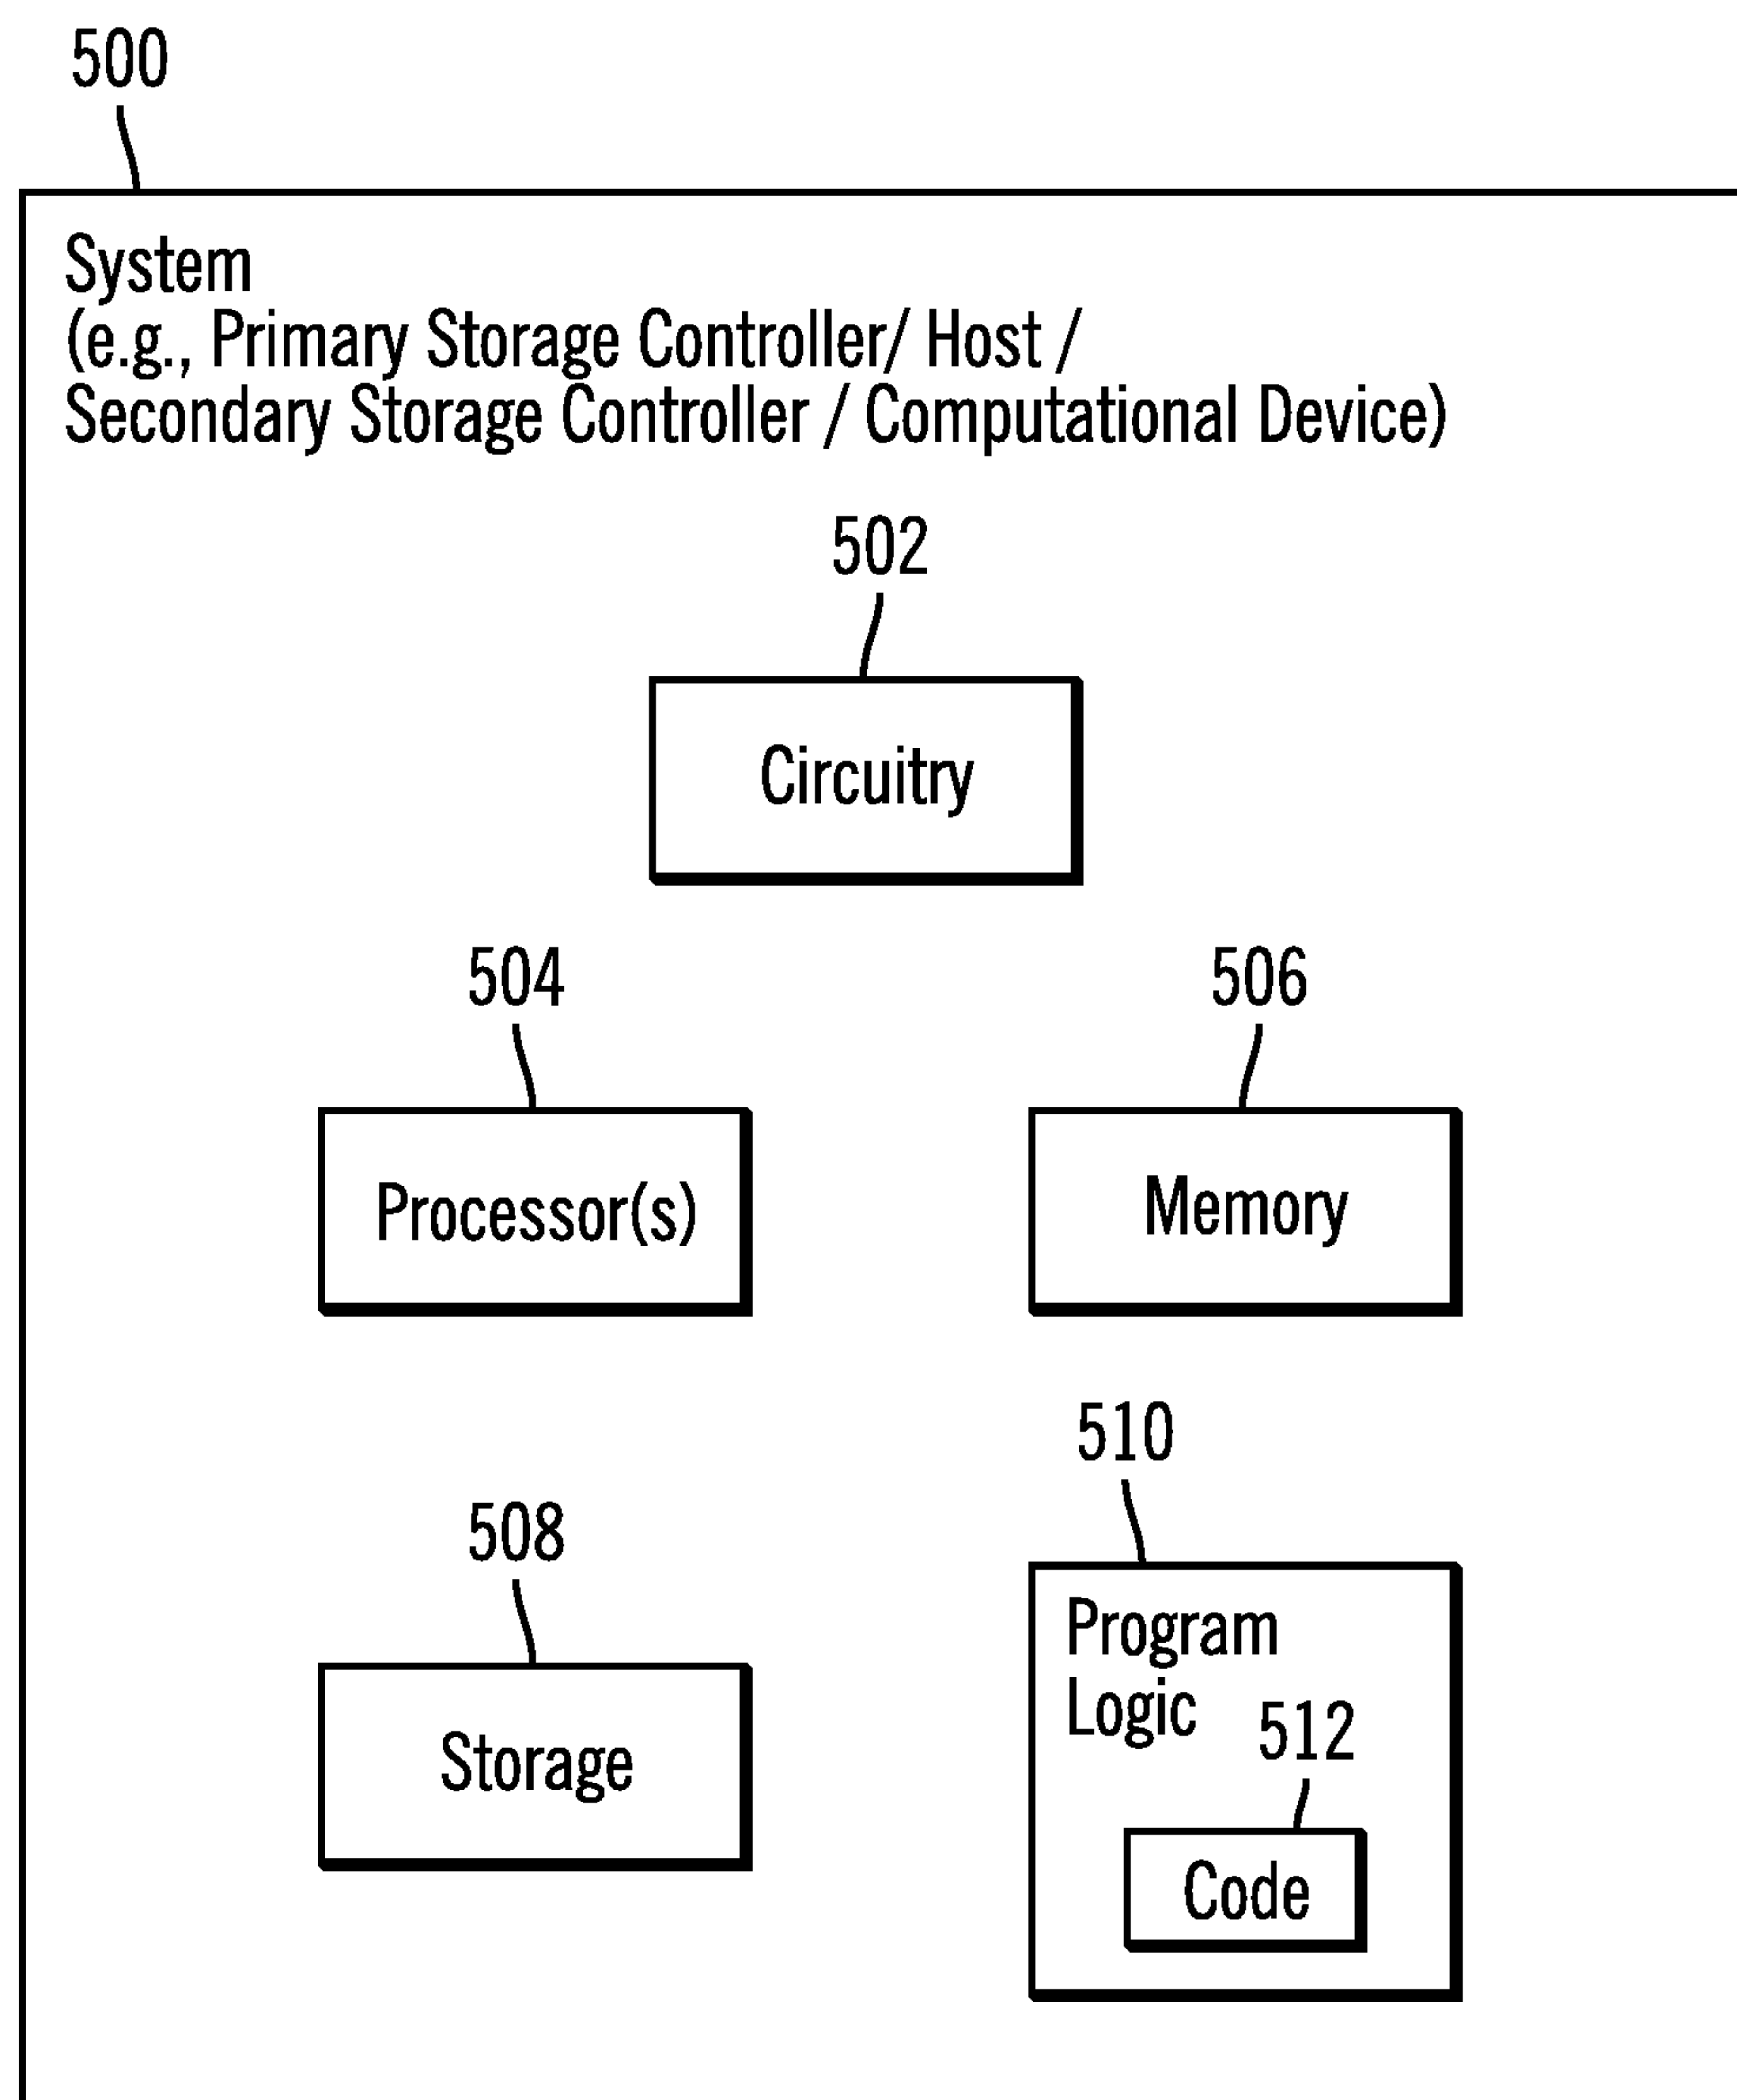 500
System
(e.g., Primary Storage Controller/ Host /
Secondary Storage Controller / Computational Device)
502
Circuitry
504
506
Processor(s)
Memory
510
508
Program
Logic
512
Storage
Code